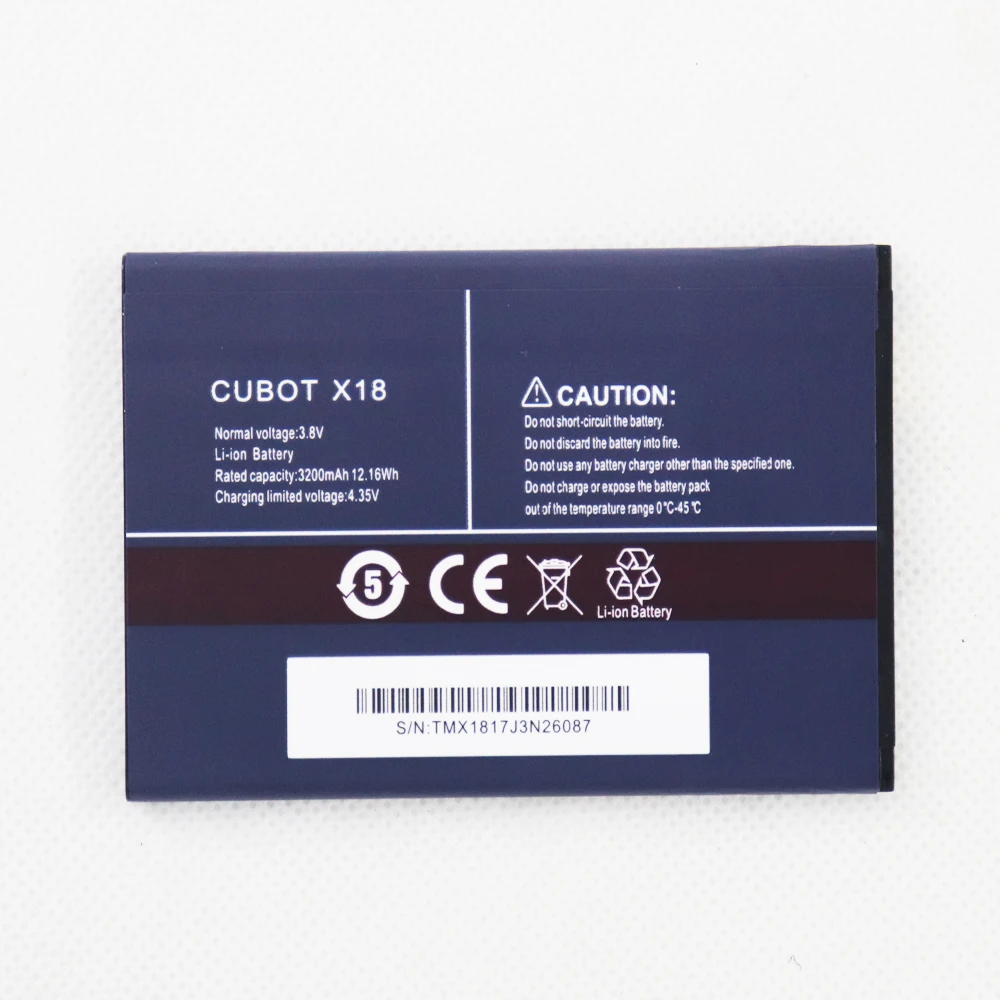 CUBOT X18
Normal voltage:3.8V
Li-ion Battery
Rated capacity:3200mAh 12.16Wh
Charging limited voltage:4.35V
CAUTION:
Do not short-circuit the battery.
Do not discard the battery into fire.
Do not use any battery charger other than the specified one.
Do not charge or expose the battery pack
out of the temperature range 0°C-45°C
5
CE
Li-ion Battery
S/N:TMX1817J3N26087